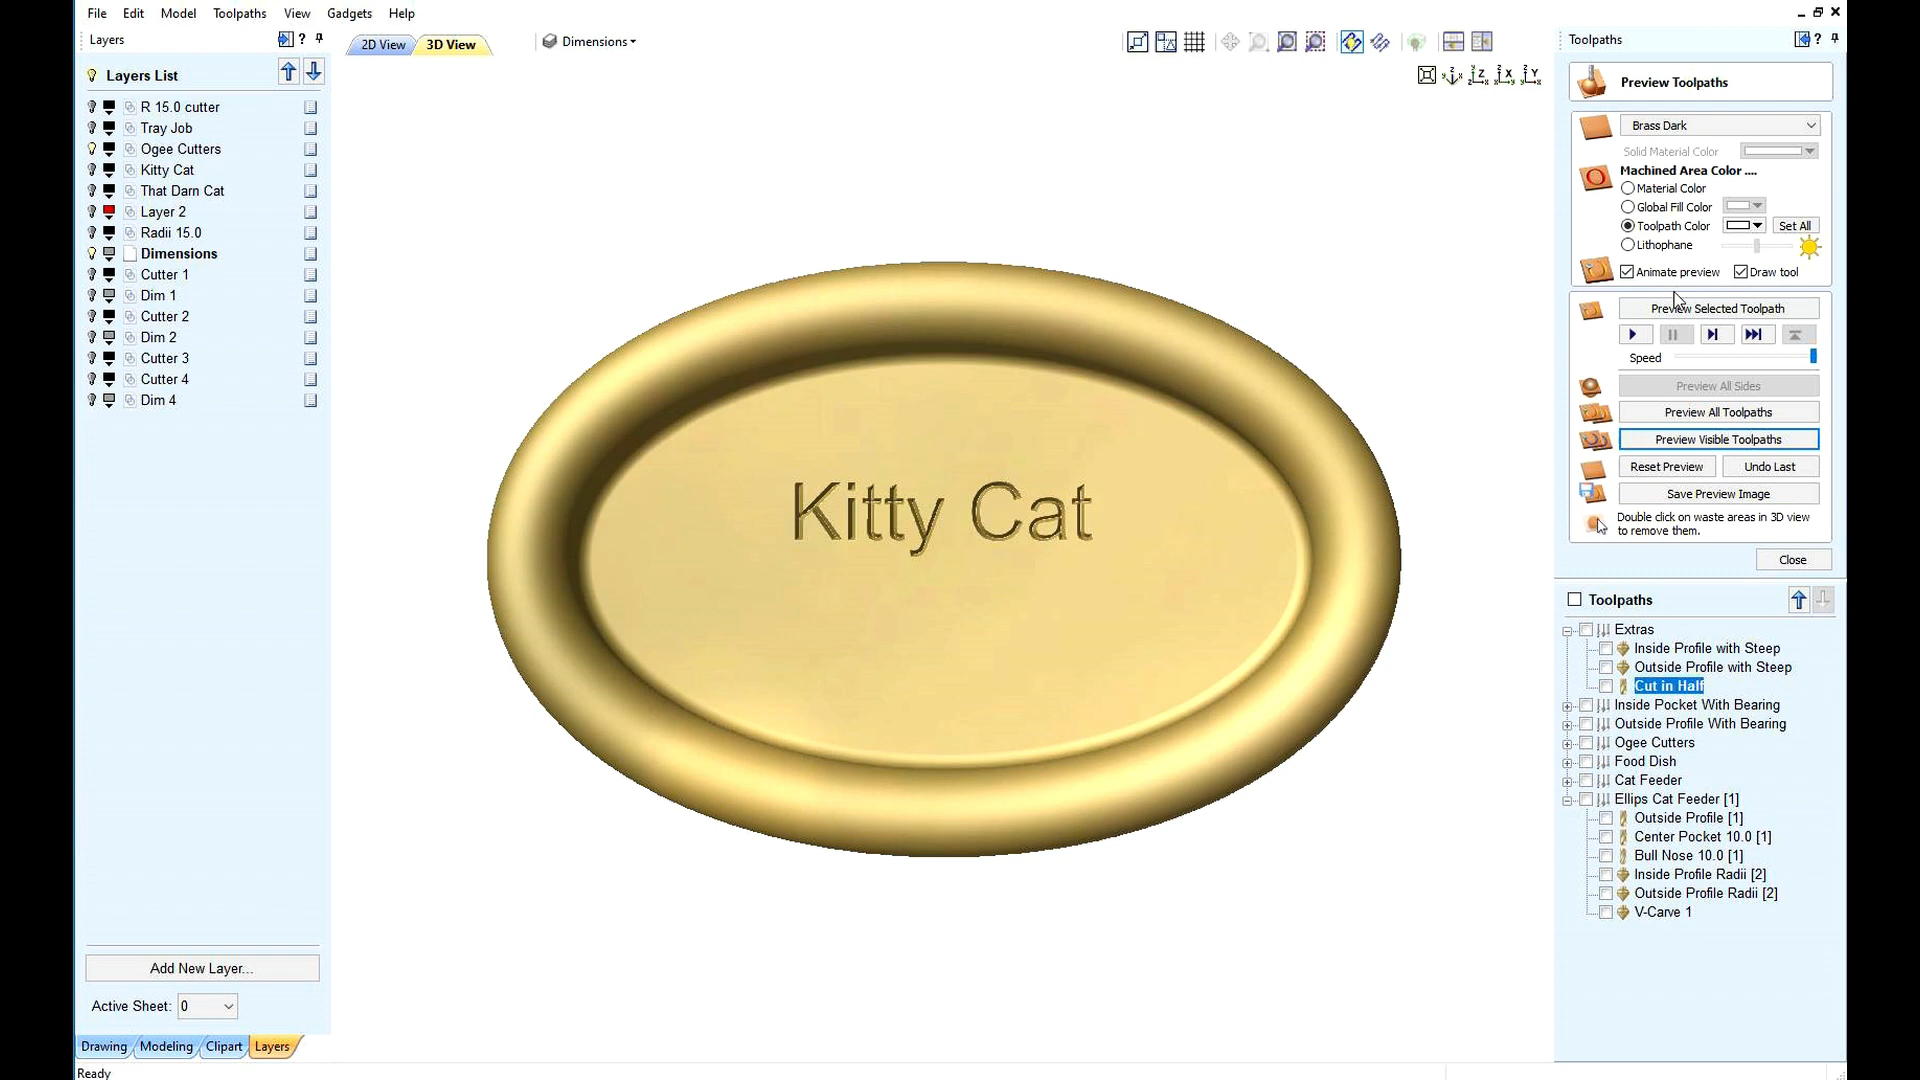 File Edit Model Toolpaths View Gadgets Help
Layers
Layers List
R 15.0 cutter
Tray Job
Ogee Cutters
Kitty Cat
That Darn Cat
Layer 2
Radii 15.0
Dimensions
Cutter 1
Dim 1
Cutter 2
Dim 2
Cutter 3
Cutter 4
Dim 4
Add New Layer...
Active Sheet: 0
Drawing Modeling Clipart Layers
Ready
2D View 3D View Dimensions
Kitty Cat
Toolpaths
Preview Toolpaths
Brass Dark
Solid Material Color
Machined Area Color ....
Material Color
Global Fill Color
Toolpath Color Set All
Lithophane
Animate preview Draw tool
Preview Selected Toolpath
Speed
Preview All Sides
Preview All Toolpaths
Preview Visible Toolpaths
Reset Preview Undo Last
Save Preview Image
Double click on waste areas in 3D view
to remove them.
Close
Toolpaths
Extras
Inside Profile with Steep
Outside Profile with Steep
Cut in Half
Inside Pocket With Bearing
Outside Profile With Bearing
Ogee Cutters
Food Dish
Cat Feeder
Ellips Cat Feeder [1]
Outside Profile [1]
Center Pocket 10.0 [1]
Bull Nose 10.0 [1]
Inside Profile Radii [2]
Outside Profile Radii [2]
V-Carve 1